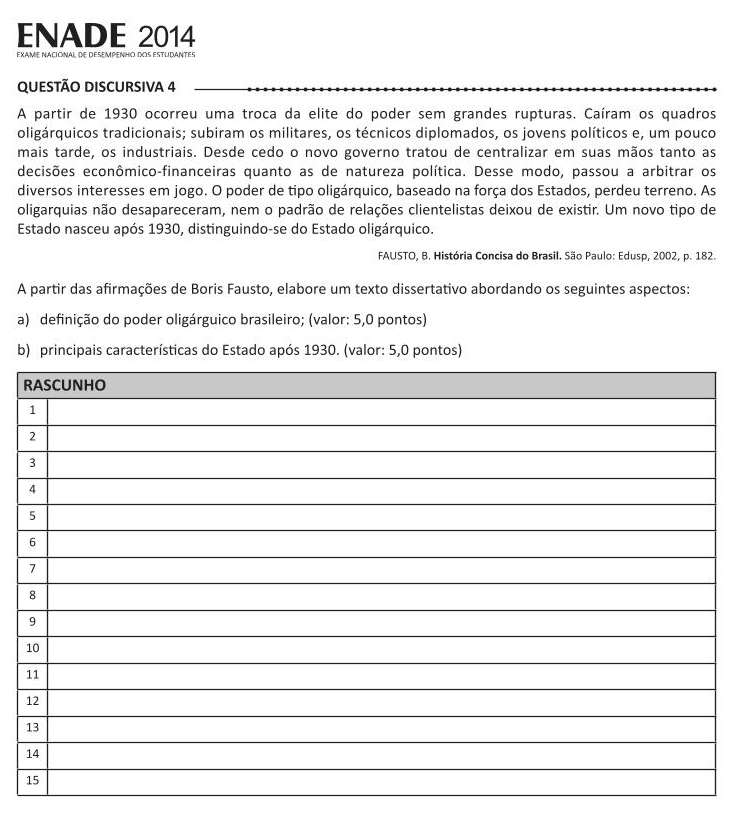 ENADE 2014
EXAME NACIONAL DE DESEMPENHO DOS ESTUDANTES
QUESTÃO DISCURSIVA 4
A partir de 1930 ocorreu uma troca da elite do poder sem grandes rupturas. Caíram os quadros
oligárquicos tradicionais; subiram os militares, os técnicos diplomados, os jovens políticos e, um pouco
mais tarde, os industriais. Desde cedo o novo governo tratou de centralizar em suas mãos tanto as
decisões econômico-financeiras quanto as de natureza política. Desse modo, passou a arbitrar os
diversos interesses em jogo. O poder de tipo oligárquico, baseado na força dos Estados, perdeu terreno. As
oligarquias não desapareceram, nem o padrão de relações clientelistas deixou de existir. Um novo tipo de
Estado nasceu após 1930, distinguindo-se do Estado oligárquico.
FAUSTO, B. História Concisa do Brasil. São Paulo: Edusp, 2002, p. 182.
A partir das afirmações de Boris Fausto, elabore um texto dissertativo abordando os seguintes aspectos:
a) definição do poder oligárguico brasileiro; (valor: 5,0 pontos)
b) principais características do Estado após 1930. (valor: 5,0 pontos)
RASCUNHO
1
2
3
4
5
6
7
8
9
10
11
12
13
14
15